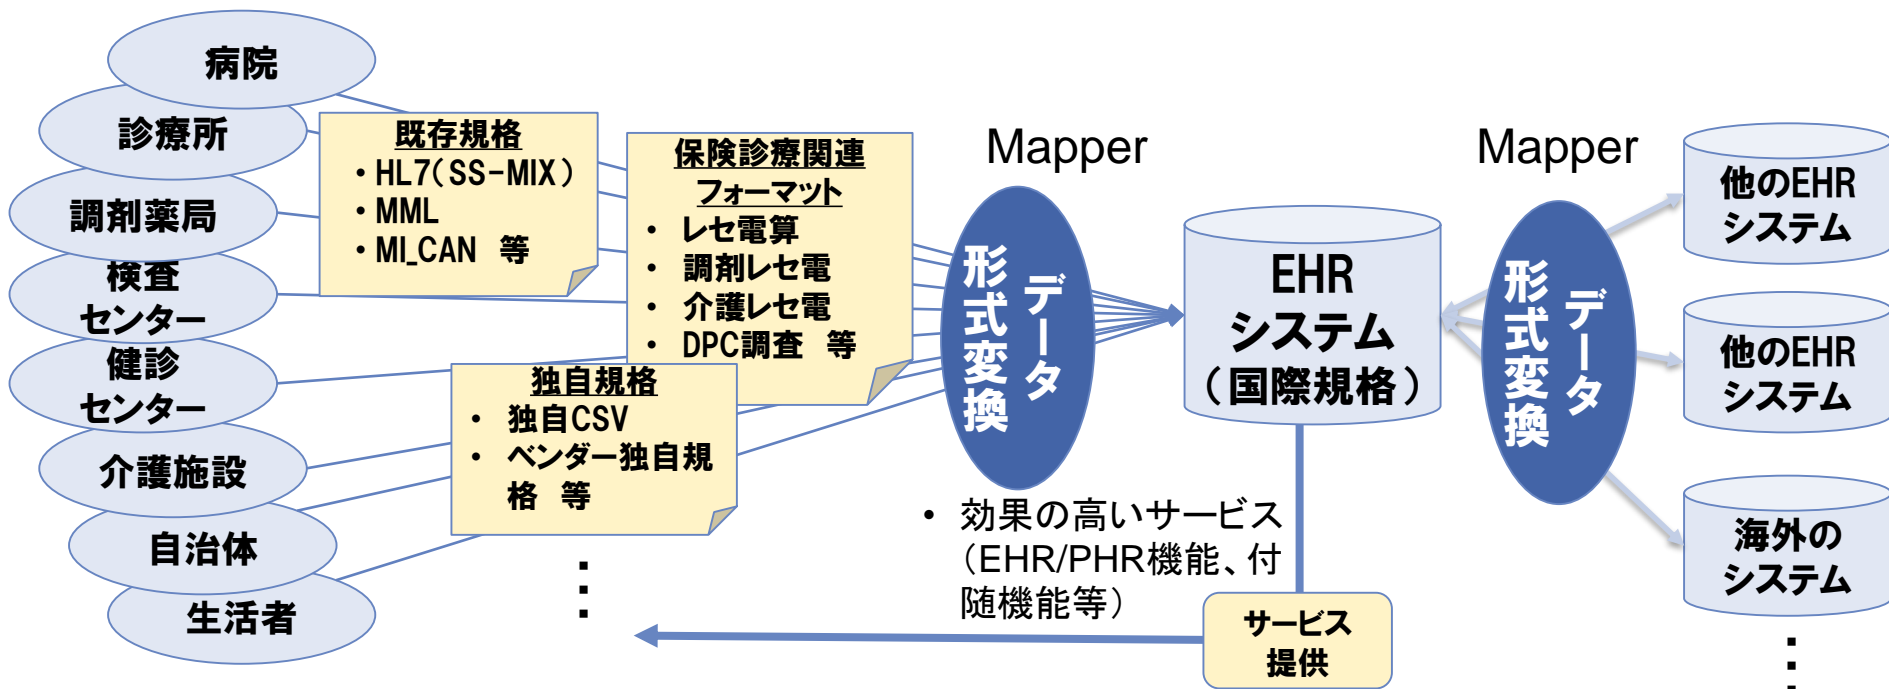 病院
診療所
調剤薬局
検査
センター
健診
センター
介護施設
自治体
生活者
既存規格
・HL7(SS-MIX)
・MML
・MI_CAN 等
保険診療関連
フォーマット
・ レセ電算
・ 調剤レセ電
・ 介護レセ電
・ DPC調査 等
独自規格
・ 独自CSV
・ ベンダー独自規
格 等
⋮
Mapper
データ
形式変換
EHR
システム
(国際規格)
• 効果の高いサービス
(EHR/PHR機能、付
随機能等)
サービス
提供
Mapper
データ
形式変換
他のEHR
システム
他のEHR
システム
海外の
システム
⋮